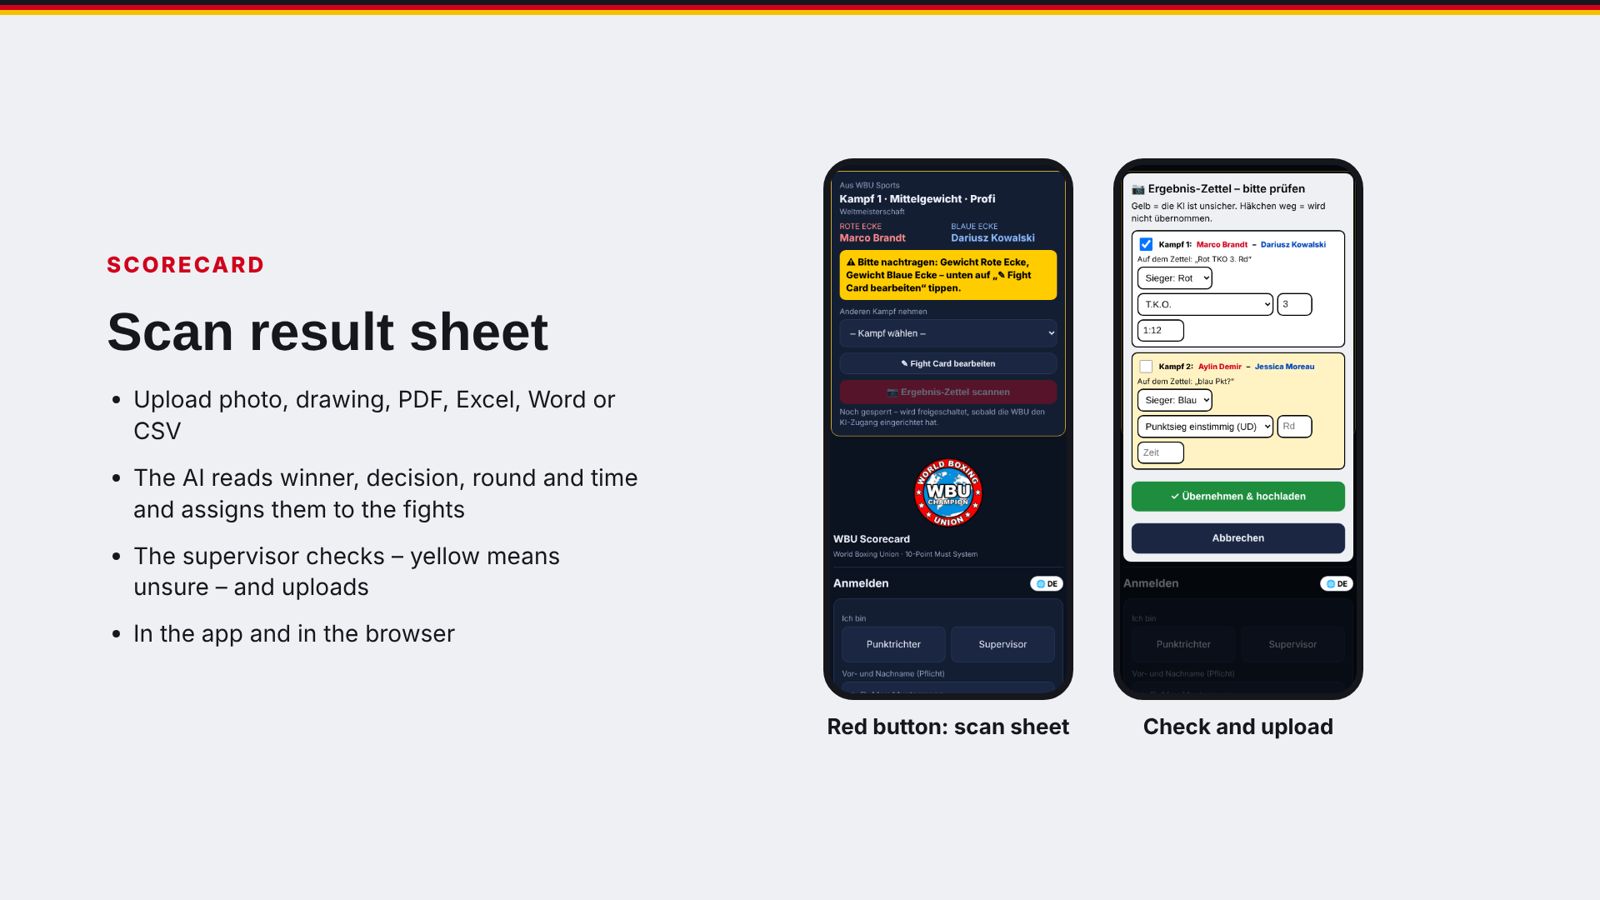 SCORECARD
Scan result sheet
• Upload photo, drawing, PDF, Excel, Word or
CSV
• The AI reads winner, decision, round and time
and assigns them to the fights
• The supervisor checks – yellow means
unsure – and uploads
• In the app and in the browser
Aus WBU Sports
Kampf 1 · Mittelgewicht · Profi
Weltmeisterschaft
ROTE ECKE
Marco Brandt
BLAUE ECKE
Dariusz Kowalski
⚠ Bitte nachtragen: Gewicht Rote Ecke,
Gewicht Blaue Ecke – unten auf „✎ Fight
Card bearbeiten“ tippen.
Anderen Kampf nehmen
– Kampf wählen –
✎ Fight Card bearbeiten
📷 Ergebnis-Zettel scannen
Noch gesperrt – wird freigeschaltet, sobald die WBU den
KI-Zugang eingerichtet hat.
WORLD BOXING
WBU
CHAMPION
UNION
WBU Scorecard
World Boxing Union · 10-Point Must System
Anmelden
🌐 DE
Ich bin
Punktrichter
Supervisor
Vor- und Nachname (Pflicht)
Red button: scan sheet
📷 Ergebnis-Zettel – bitte prüfen
Gelb = die KI ist unsicher. Häkchen weg = wird
nicht übernommen.
Kampf 1: Marco Brandt – Dariusz Kowalski
Auf dem Zettel: „Rot TKO 3. Rd“
Sieger: Rot
T.K.O.
3
1:12
Kampf 2: Aylin Demir – Jessica Moreau
Auf dem Zettel: „blau Pkt?“
Sieger: Blau
Punktsieg einstimmig (UD)
Rd
Zeit
✓ Übernehmen & hochladen
Abbrechen
Anmelden
🌐 DE
Ich bin
Punktrichter
Supervisor
Vor- und Nachname (Pflicht)
Check and upload